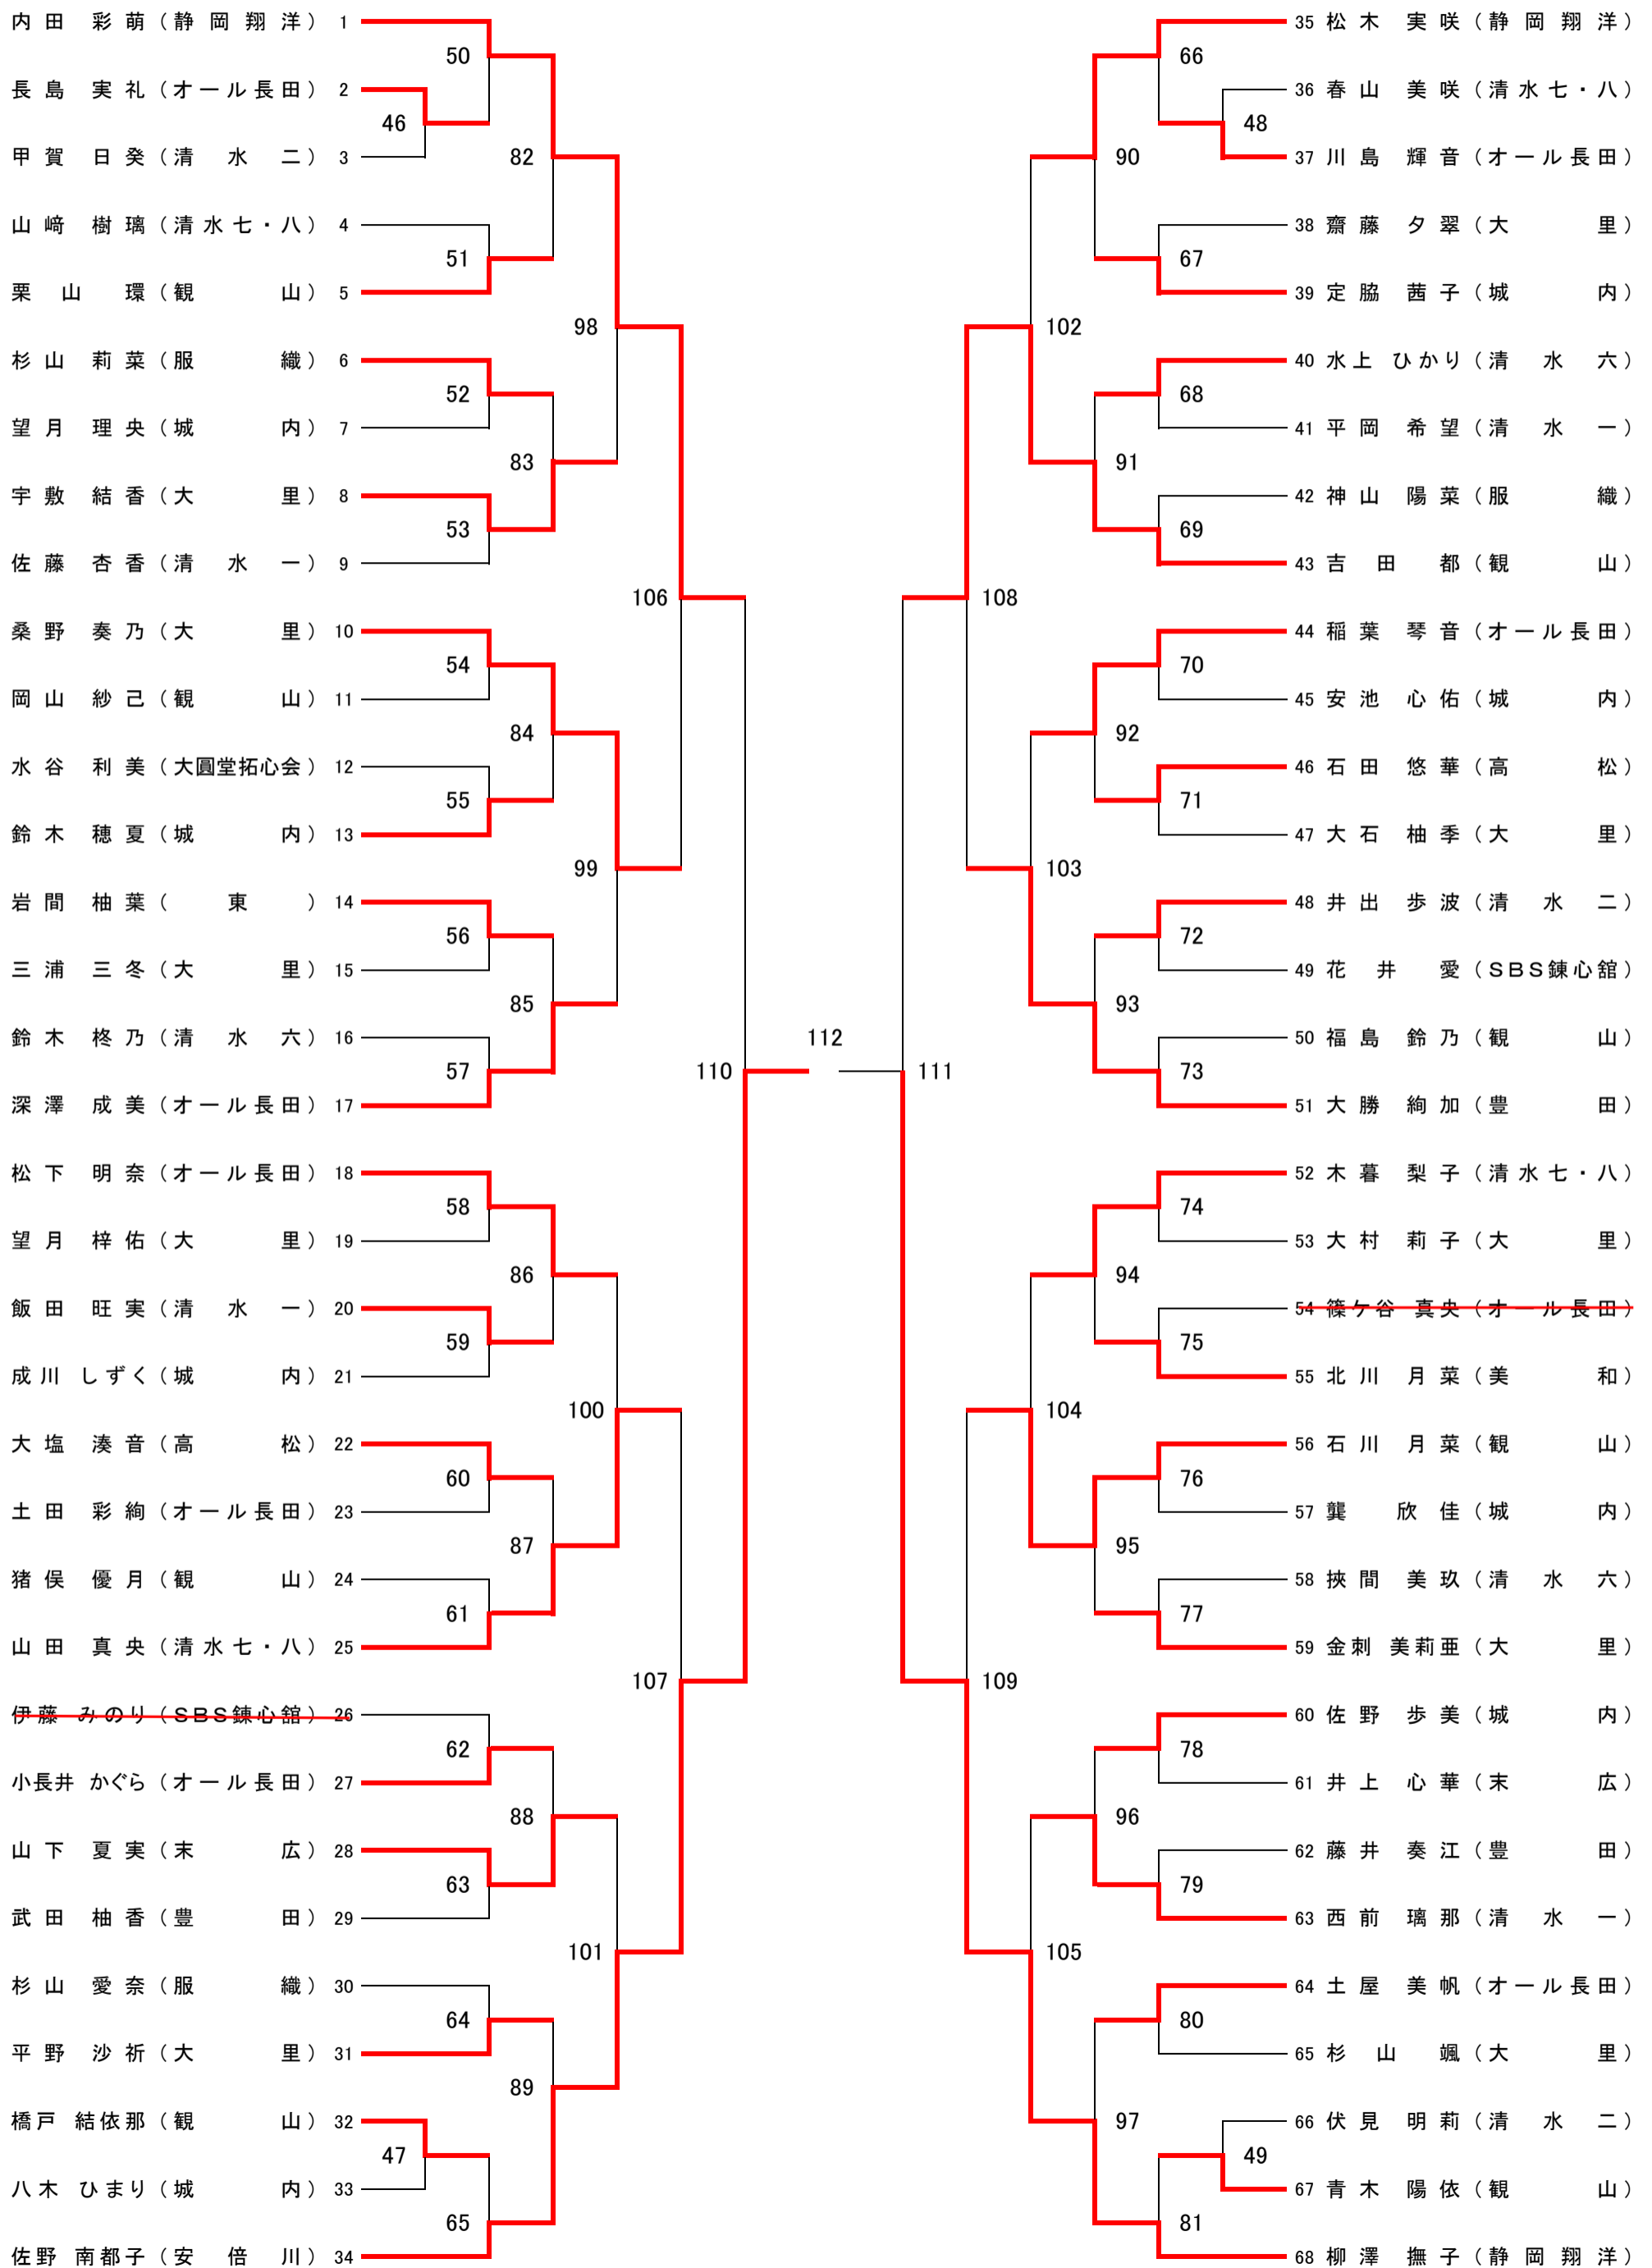 内田 彩萌（静岡翔洋） 1
50
長島 実礼（オール長田） 2
46
甲賀 日発（清水二） 3
82
山﨑 樹璃（清水七・八） 4
51
栗山 環（観山） 5
98
杉山 莉菜（服織） 6
52
望月 理央（城内） 7
83
宇敷 結香（大里） 8
53
佐藤 杏香（清水一） 9
106
桑野 奏乃（大里） 10
54
岡山 紗己（観山） 11
84
水谷 利美（大圓堂拓心会） 12
55
鈴木 穂夏（城内） 13
99
岩間 柚葉（東） 14
56
三浦 三冬（大里） 15
85
鈴木 柊乃（清水六） 16
57
深澤 成美（オール長田） 17
110
松下 明奈（オール長田） 18
58
望月 梓佑（大里） 19
86
飯田 旺実（清水一） 20
59
成川 しずく（城内） 21
100
大塩 湊音（高松） 22
60
土田 彩絢（オール長田） 23
87
猪俣 優月（観山） 24
61
山田 真央（清水七・八） 25
107
伊藤 みのり（SBS錬心舘） 26
62
小長井 かぐら（オール長田） 27
88
山下 夏実（末広） 28
63
武田 柚香（豊田） 29
101
杉山 愛奈（服織） 30
64
平野 沙祈（大里） 31
89
橋戸 結依那（観山） 32
47
八木 ひまり（城内） 33
65
佐野 南都子（安倍川） 34
112
35 松木 実咲（静岡翔洋）
66
36 春山 美咲（清水七・八）
48
37 川島 輝音（オール長田）
90
38 齋藤 夕翠（大里）
67
39 定脇 茜子（城内）
102
40 水上 ひかり（清水六）
68
41 平岡 希望（清水一）
91
42 神山 陽菜（服織）
69
43 吉田 都（観山）
108
44 稲葉 琴音（オール長田）
70
45 安池 心佑（城内）
92
46 石田 悠華（高松）
71
47 大石 柚季（大里）
103
48 井出 歩波（清水二）
72
49 花井 愛（SBS錬心舘）
93
50 福島 鈴乃（観山）
73
51 大勝 絢加（豊田）
111
52 木暮 梨子（清水七・八）
74
53 大村 莉子（大里）
94
54 篠ケ谷 真央（オール長田）
75
55 北川 月菜（美和）
104
56 石川 月菜（観山）
76
57 龔 欣佳（城内）
95
58 挾間 美玖（清水六）
77
59 金刺 美莉亜（大里）
109
60 佐野 歩美（城内）
78
61 井上 心華（末広）
96
62 藤井 奏江（豊田）
79
63 西前 璃那（清水一）
105
64 土屋 美帆（オール長田）
80
65 杉山 颯（大里）
97
66 伏見 明莉（清水二）
49
67 青木 陽依（観山）
81
68 柳澤 撫子（静岡翔洋）